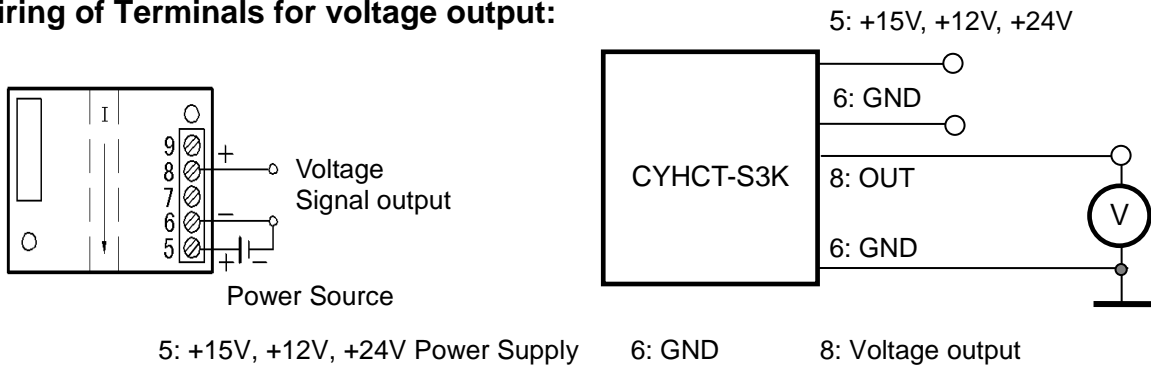 iring of Terminals for voltage output:
5: +15V, +12V, +24V
I
9
8
7
6
5
+
Voltage
Signal output
−
+
−
Power Source
CYHCT-S3K
6: GND
8: OUT
V
6: GND
5: +15V, +12V, +24V Power Supply 6: GND 8: Voltage output